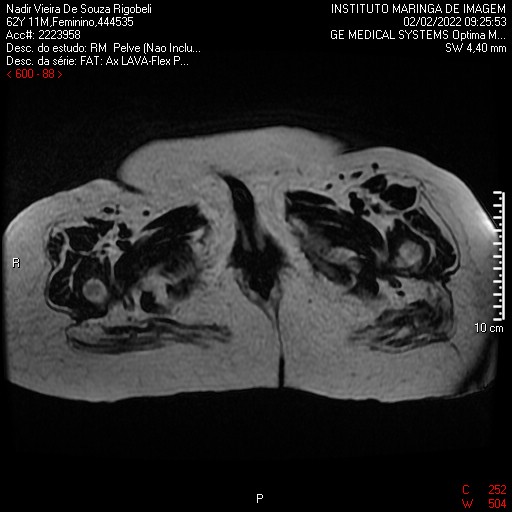 Nadir Vieira De Souza Rigobeli
62Y 11M,Feminino,444535
Acc#: 2223958
Desc. do estudo: RM  Pelve (Nao Inclu...
Desc. da série: FAT: Ax LAVA-Flex P...
< 600 - 88 >
INSTITUTO MARINGA DE IMAGEM
02/02/2022 09:25:53
GE MEDICAL SYSTEMS Optima M...
SW 4,40 mm
R
10 cm
P
C 252
W 504